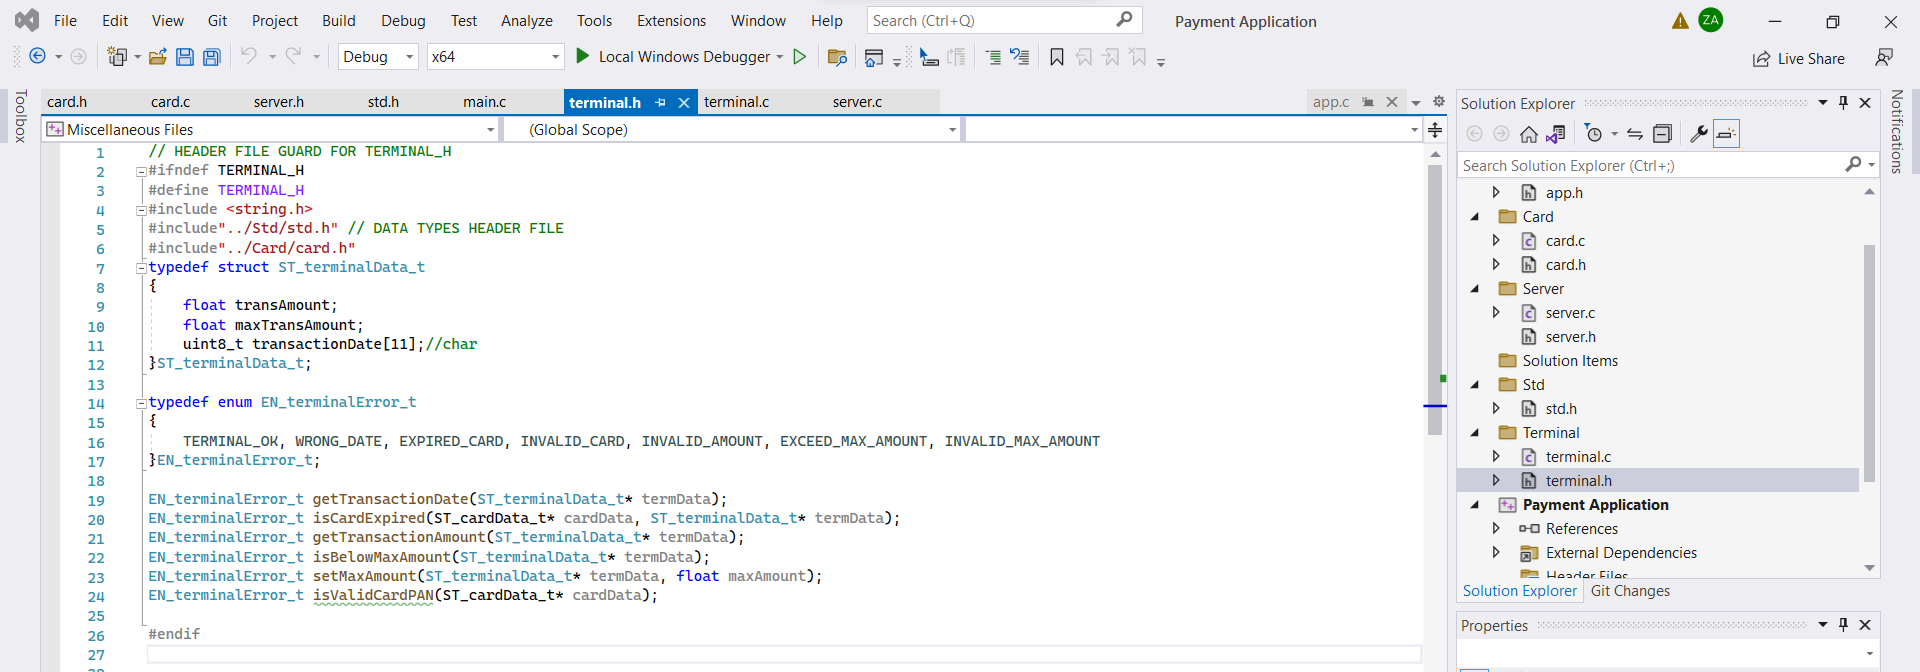 File Edit View Git Project Build Debug Test Analyze Tools Extensions Window Help Search (Ctrl+Q) Payment Application ZA
Debug x64 Local Windows Debugger Live Share
Toolbox
card.h card.c server.h std.h main.c terminal.h terminal.c server.c app.c
Miscellaneous Files (Global Scope)
1 // HEADER FILE GUARD FOR TERMINAL_H
2 #ifndef TERMINAL_H
3 #define TERMINAL_H
4 #include <string.h>
5 #include"../Std/std.h" // DATA TYPES HEADER FILE
6 #include"../Card/card.h"
7 typedef struct ST_terminalData_t
8 {
9 float transAmount;
10 float maxTransAmount;
11 uint8_t transactionDate[11];//char
12 }ST_terminalData_t;
13
14 typedef enum EN_terminalError_t
15 {
16 TERMINAL_OK, WRONG_DATE, EXPIRED_CARD, INVALID_CARD, INVALID_AMOUNT, EXCEED_MAX_AMOUNT, INVALID_MAX_AMOUNT
17 }EN_terminalError_t;
18
19 EN_terminalError_t getTransactionDate(ST_terminalData_t* termData);
20 EN_terminalError_t isCardExpired(ST_cardData_t* cardData, ST_terminalData_t* termData);
21 EN_terminalError_t getTransactionAmount(ST_terminalData_t* termData);
22 EN_terminalError_t isBelowMaxAmount(ST_terminalData_t* termData);
23 EN_terminalError_t setMaxAmount(ST_terminalData_t* termData, float maxAmount);
24 EN_terminalError_t isValidCardPAN(ST_cardData_t* cardData);
25
26 #endif
27
Solution Explorer
Search Solution Explorer (Ctrl+;)
app.h
Card
card.c
card.h
Server
server.c
server.h
Solution Items
Std
std.h
Terminal
terminal.c
terminal.h
Payment Application
References
External Dependencies
Header Files
Solution Explorer Git Changes
Properties
Notifications